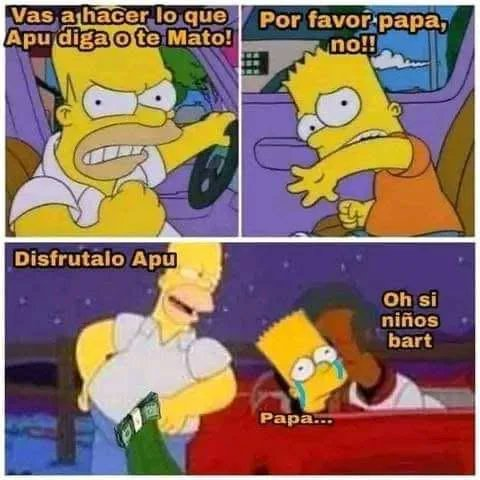 Vas a hacer lo que
Apu diga o te Mato!
Por favor papa,
no!!
Disfrutalo Apu
Oh si
niños
bart
Papa...